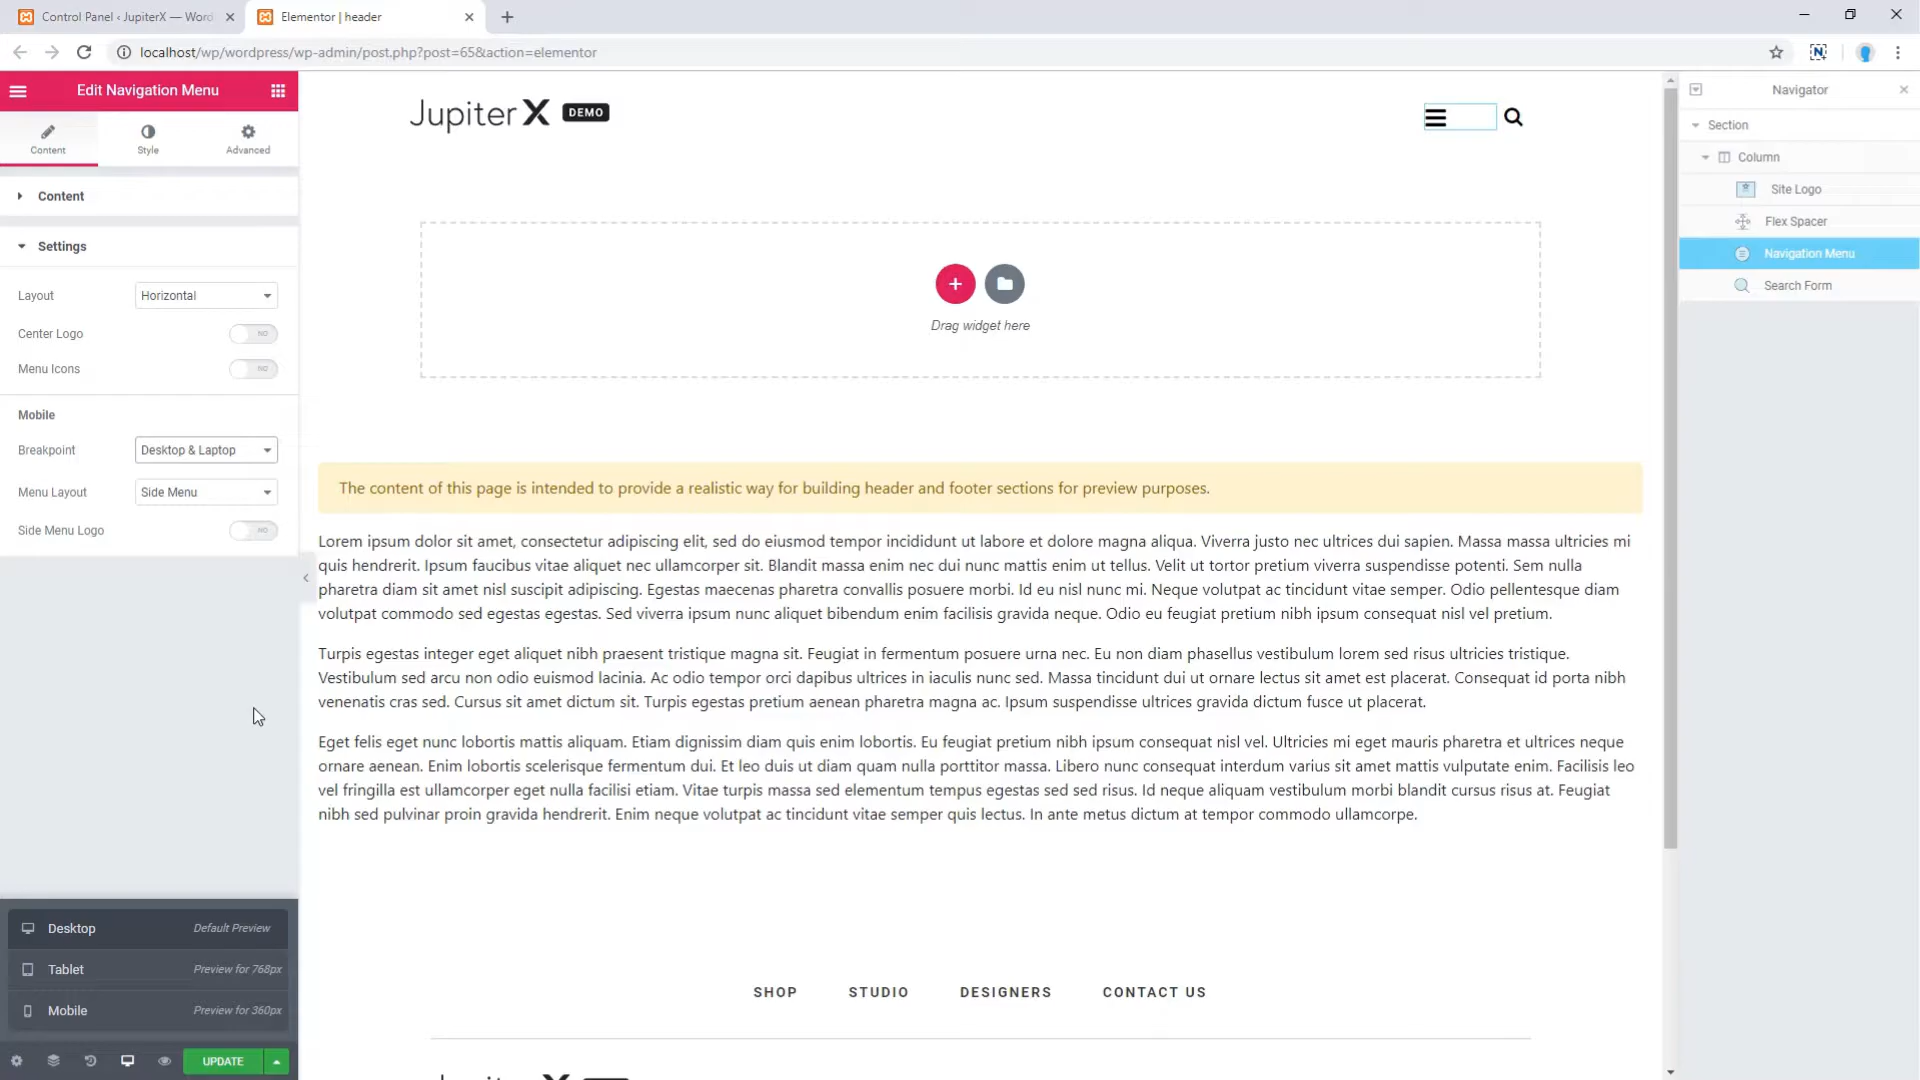 Control Panel ‹ JupiterX — Word
Elementor | header
localhost/wp/wordpress/wp-admin/post.php?post=65&action=elementor
Edit Navigation Menu
Content
Style
Advanced
Content
Settings
Layout
Horizontal
Center Logo
NO
Menu Icons
NO
Mobile
Breakpoint
Desktop & Laptop
Menu Layout
Side Menu
Side Menu Logo
NO
Desktop
Default Preview
Tablet
Preview for 768px
Mobile
Preview for 360px
UPDATE
Jupiter X DEMO
Drag widget here
The content of this page is intended to provide a realistic way for building header and footer sections for preview purposes.
Lorem ipsum dolor sit amet, consectetur adipiscing elit, sed do eiusmod tempor incididunt ut labore et dolore magna aliqua. Viverra justo nec ultrices dui sapien. Massa massa ultricies mi
quis hendrerit. Ipsum faucibus vitae aliquet nec ullamcorper sit. Blandit massa enim nec dui nunc mattis enim ut tellus. Velit ut tortor pretium viverra suspendisse potenti. Sem nulla
pharetra diam sit amet nisl suscipit adipiscing. Egestas maecenas pharetra convallis posuere morbi. Id eu nisl nunc mi. Neque volutpat ac tincidunt vitae semper. Odio pellentesque diam
volutpat commodo sed egestas egestas. Sed viverra ipsum nunc aliquet bibendum enim facilisis gravida neque. Odio eu feugiat pretium nibh ipsum consequat nisl vel pretium.
Turpis egestas integer eget aliquet nibh praesent tristique magna sit. Feugiat in fermentum posuere urna nec. Eu non diam phasellus vestibulum lorem sed risus ultricies tristique.
Vestibulum sed arcu non odio euismod lacinia. Ac odio tempor orci dapibus ultrices in iaculis nunc sed. Massa tincidunt dui ut ornare lectus sit amet est placerat. Consequat id porta nibh
venenatis cras sed. Cursus sit amet dictum sit. Turpis egestas pretium aenean pharetra magna ac. Ipsum suspendisse ultrices gravida dictum fusce ut placerat.
Eget felis eget nunc lobortis mattis aliquam. Etiam dignissim diam quis enim lobortis. Eu feugiat pretium nibh ipsum consequat nisl vel. Ultricies mi eget mauris pharetra et ultrices neque
ornare aenean. Enim lobortis scelerisque fermentum dui. Et leo duis ut diam quam nulla porttitor massa. Libero nunc consequat interdum varius sit amet mattis vulputate enim. Facilisis leo
vel fringilla est ullamcorper eget nulla facilisi etiam. Vitae turpis massa sed elementum tempus egestas sed sed risus. Id neque aliquam vestibulum morbi blandit cursus risus at. Feugiat
nibh sed pulvinar proin gravida hendrerit. Enim neque volutpat ac tincidunt vitae semper quis lectus. In ante metus dictum at tempor commodo ullamcorpe.
SHOP
STUDIO
DESIGNERS
CONTACT US
Navigator
Section
Column
Site Logo
Flex Spacer
Navigation Menu
Search Form